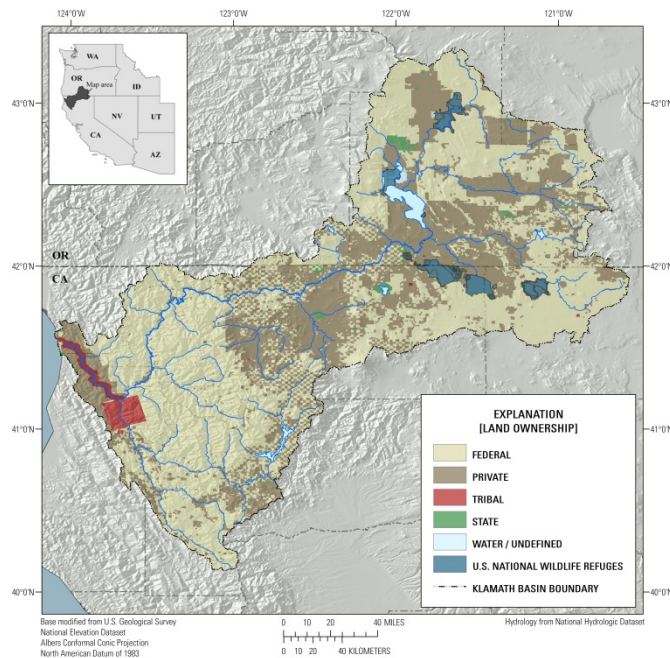 124°0'W 123°0'W 122°0'W 121°0'W
WA
OR
Map area
ID
NV
UT
CA
AZ
43°0'N
43°0'N
OR
42°0'N
42°0'N
CA
41°0'N
41°0'N
40°0'N
40°0'N
EXPLANATION
[LAND OWNERSHIP]
FEDERAL
PRIVATE
TRIBAL
STATE
WATER / UNDEFINED
U.S. NATIONAL WILDLIFE REFUGES
KLAMATH BASIN BOUNDARY
Base modified from U.S. Geological Survey
National Elevation Dataset
Albers Conformal Conic Projection
North American Datum of 1983
0 10 20 40 MILES
0 10 20 40 KILOMETERS
Hydrology from National Hydrologic Dataset